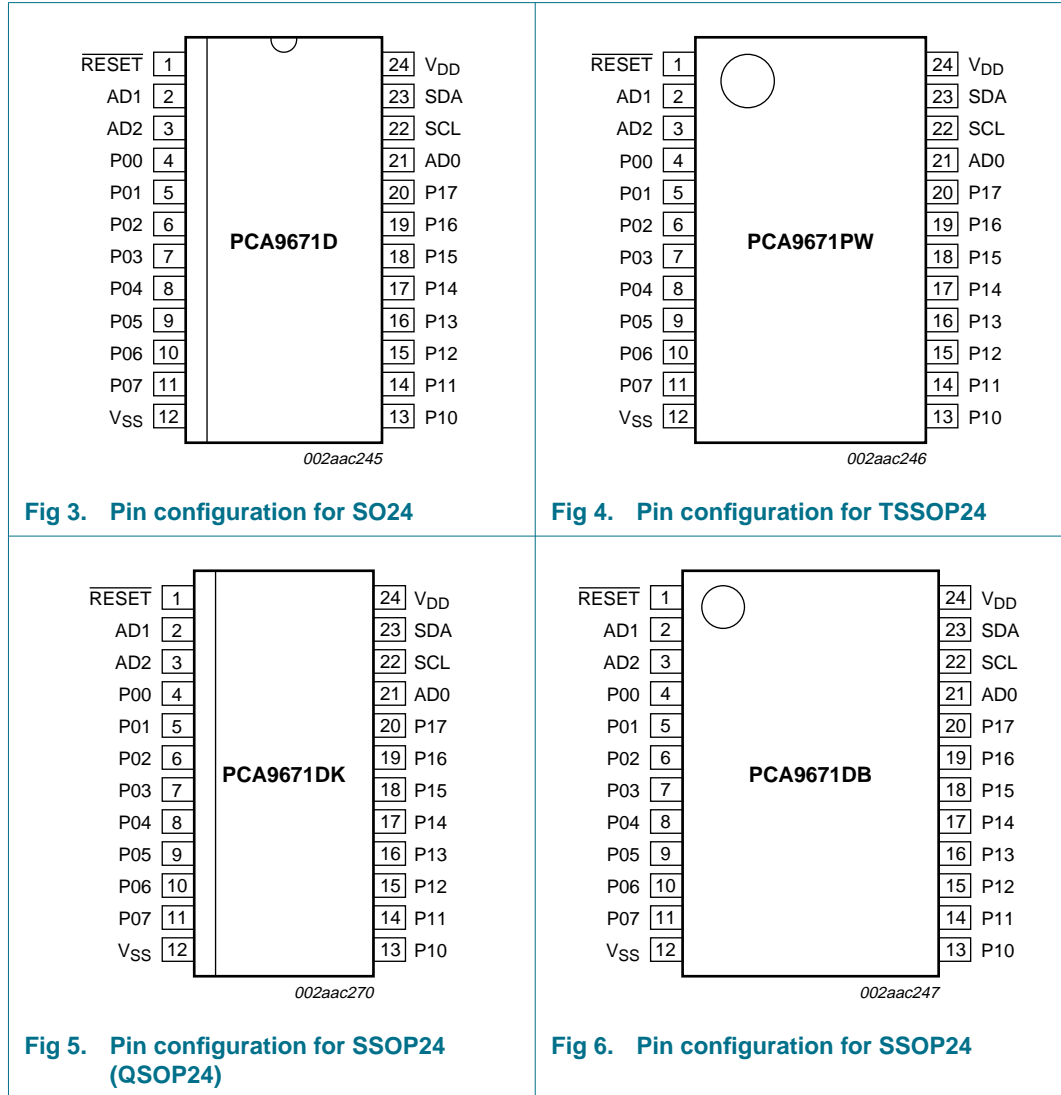 RESET 1 24 VDD
AD1 2 23 SDA
AD2 3 22 SCL
P00 4 21 AD0
P01 5 20 P17
P02 6 19 P16
PCA9671D
P03 7 18 P15
P04 8 17 P14
P05 9 16 P13
P06 10 15 P12
P07 11 14 P11
VSS 12 13 P10
002aac245
Fig 3. Pin configuration for SO24
RESET 1 24 VDD
AD1 2 23 SDA
AD2 3 22 SCL
P00 4 21 AD0
P01 5 20 P17
P02 6 19 P16
PCA9671PW
P03 7 18 P15
P04 8 17 P14
P05 9 16 P13
P06 10 15 P12
P07 11 14 P11
VSS 12 13 P10
002aac246
Fig 4. Pin configuration for TSSOP24
RESET 1 24 VDD
AD1 2 23 SDA
AD2 3 22 SCL
P00 4 21 AD0
P01 5 20 P17
P02 6 19 P16
PCA9671DK
P03 7 18 P15
P04 8 17 P14
P05 9 16 P13
P06 10 15 P12
P07 11 14 P11
VSS 12 13 P10
002aac270
Fig 5. Pin configuration for SSOP24
(QSOP24)
RESET 1 24 VDD
AD1 2 23 SDA
AD2 3 22 SCL
P00 4 21 AD0
P01 5 20 P17
P02 6 19 P16
PCA9671DB
P03 7 18 P15
P04 8 17 P14
P05 9 16 P13
P06 10 15 P12
P07 11 14 P11
VSS 12 13 P10
002aac247
Fig 6. Pin configuration for SSOP24